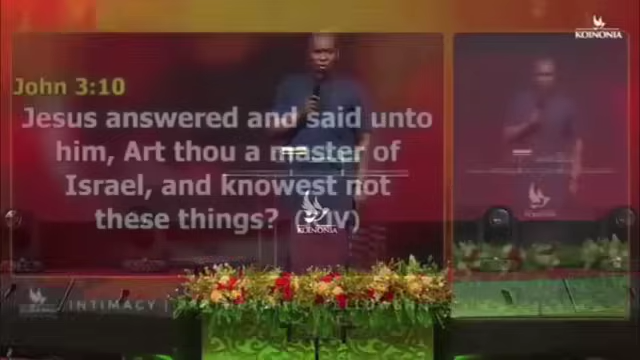 KOINONIA
John 3:10
Jesus answered and said unto
him, Art thou a master of
Israel, and knowest not
these things?
KOINONIA
INTIMACY |